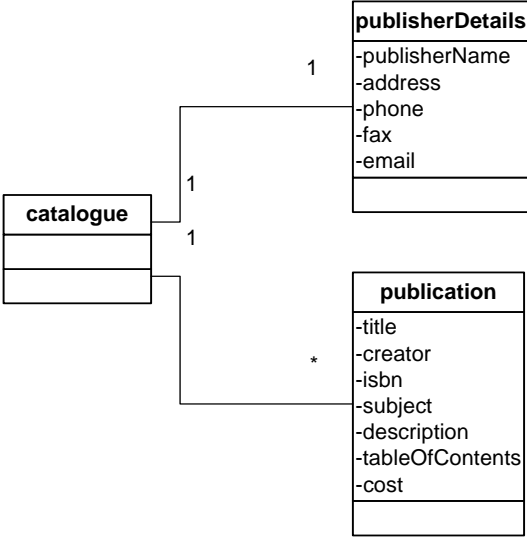 publisherDetails
-publisherName
-address
-phone
-fax
-email
1
1
catalogue
1
publication
-title
-creator
-isbn
-subject
-description
-tableOfContents
-cost
*